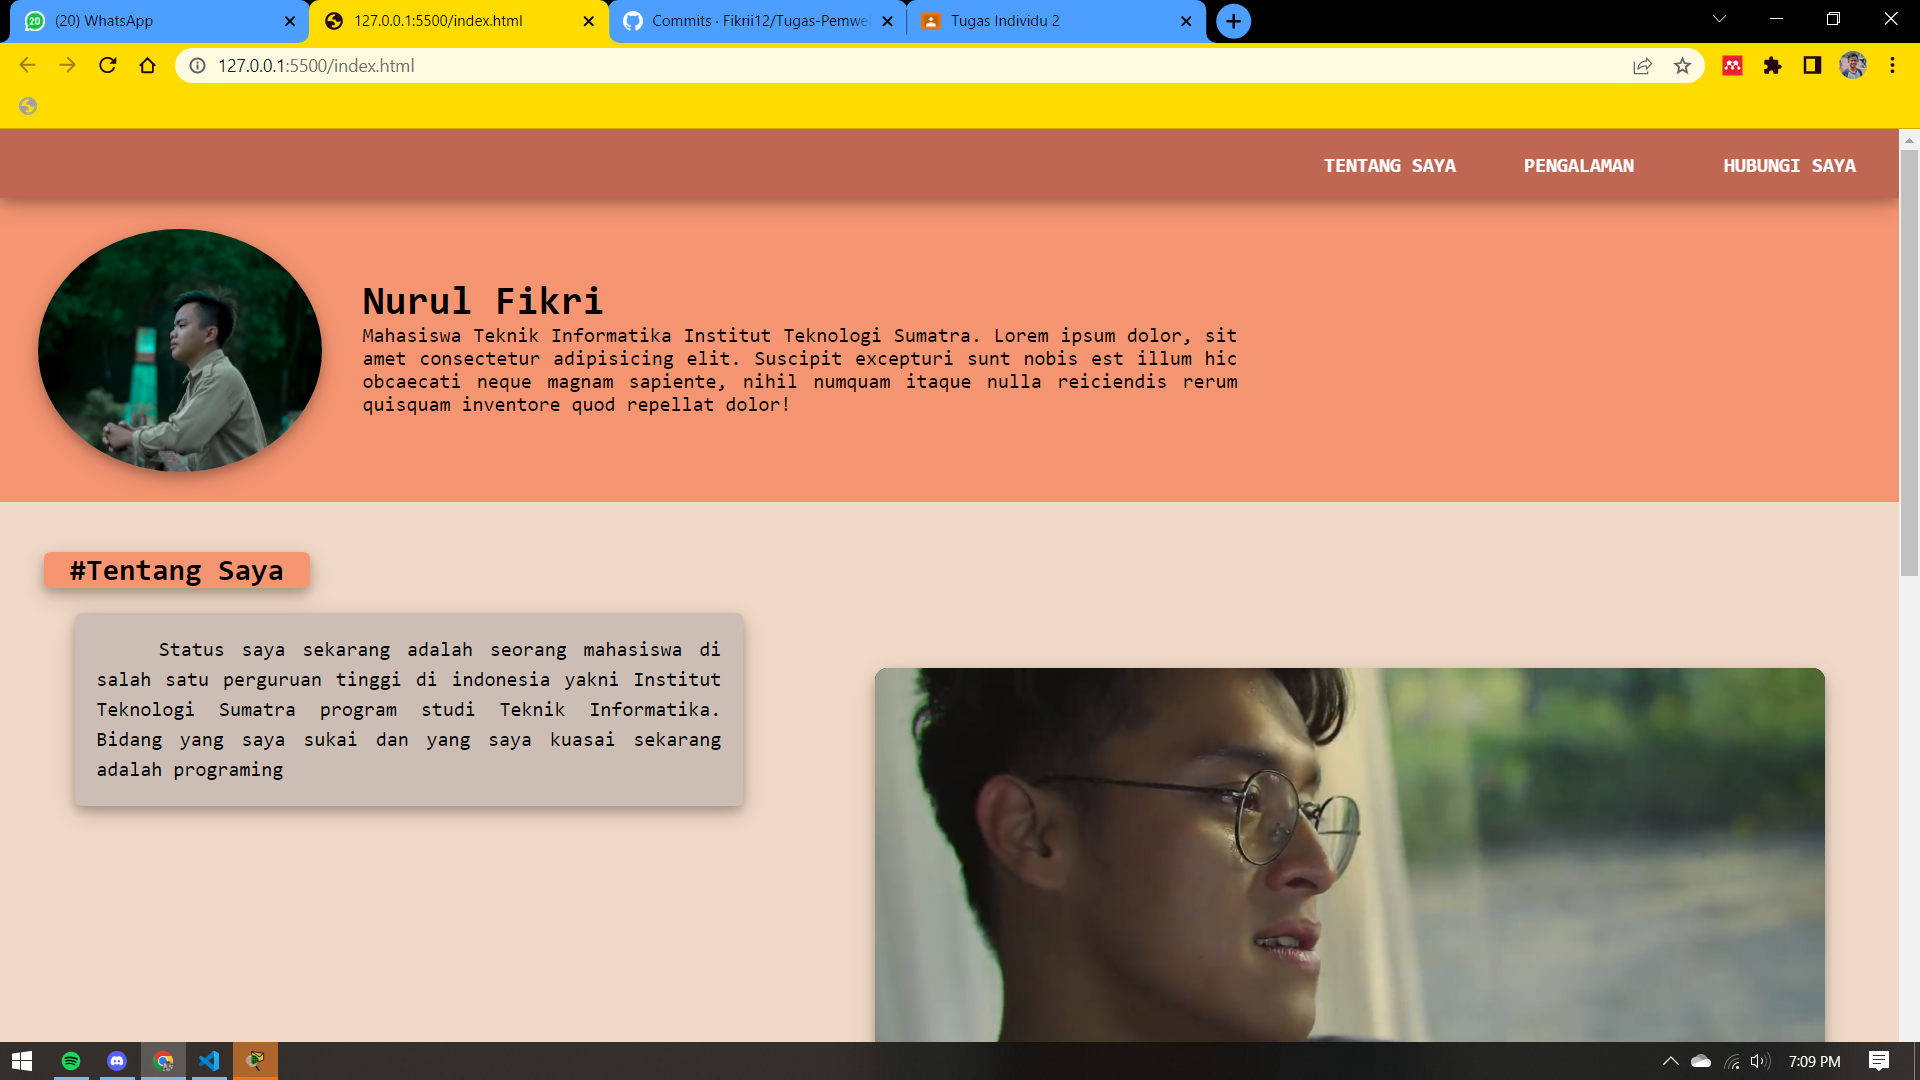 (20) WhatsApp
127.0.0.1:5500/index.html
Commits · Fikrii12/Tugas-Pemwe
Tugas Individu 2
127.0.0.1:5500/index.html
TENTANG SAYA
PENGALAMAN
HUBUNGI SAYA
Nurul Fikri
Mahasiswa Teknik Informatika Institut Teknologi Sumatra. Lorem ipsum dolor, sit
amet consectetur adipisicing elit. Suscipit excepturi sunt nobis est illum hic
obcaecati neque magnam sapiente, nihil numquam itaque nulla reiciendis rerum
quisquam inventore quod repellat dolor!
#Tentang Saya
Status saya sekarang adalah seorang mahasiswa di
salah satu perguruan tinggi di indonesia yakni Institut
Teknologi Sumatra program studi Teknik Informatika.
Bidang yang saya sukai dan yang saya kuasai sekarang
adalah programing
7:09 PM